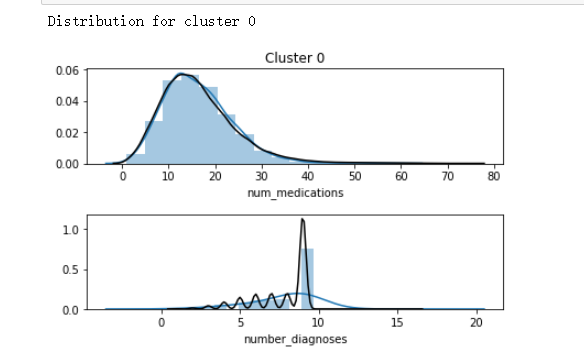 Distribution for cluster 0
Cluster 0
0.06
0.04
0.02
0.00
0 10 20 30 40 50 60 70 80
num_medications
1.0
0.5
0.0
0 5 10 15 20
number_diagnoses